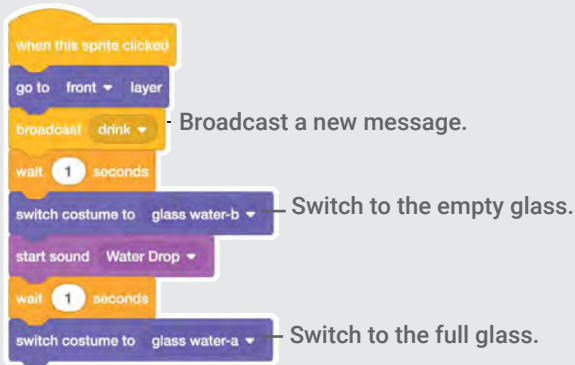 when this sprite clicked
go to front layer
broadcast drink
Broadcast a new message.
wait 1 seconds
switch costume to glass water-b
Switch to the empty glass.
start sound Water Drop
wait 1 seconds
switch costume to glass water-a
Switch to the full glass.